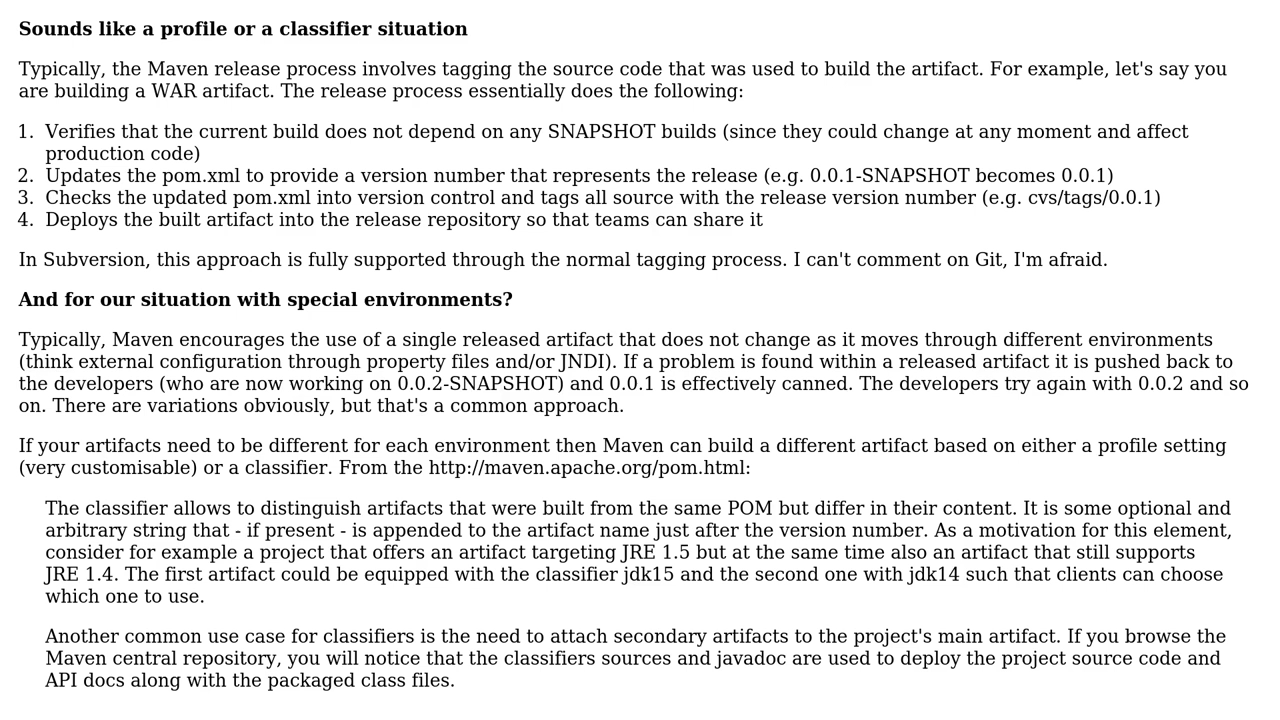 Sounds like a profile or a classifier situation
Typically, the Maven release process involves tagging the source code that was used to build the artifact. For example, let's say you
are building a WAR artifact. The release process essentially does the following:
1. Verifies that the current build does not depend on any SNAPSHOT builds (since they could change at any moment and affect
production code)
2. Updates the pom.xml to provide a version number that represents the release (e.g. 0.0.1-SNAPSHOT becomes 0.0.1)
3. Checks the updated pom.xml into version control and tags all source with the release version number (e.g. cvs/tags/0.0.1)
4. Deploys the built artifact into the release repository so that teams can share it
In Subversion, this approach is fully supported through the normal tagging process. I can't comment on Git, I'm afraid.
And for our situation with special environments?
Typically, Maven encourages the use of a single released artifact that does not change as it moves through different environments
(think external configuration through property files and/or JNDI). If a problem is found within a released artifact it is pushed back to
the developers (who are now working on 0.0.2-SNAPSHOT) and 0.0.1 is effectively canned. The developers try again with 0.0.2 and so
on. There are variations obviously, but that's a common approach.
If your artifacts need to be different for each environment then Maven can build a different artifact based on either a profile setting
(very customisable) or a classifier. From the http://maven.apache.org/pom.html:
The classifier allows to distinguish artifacts that were built from the same POM but differ in their content. It is some optional and
arbitrary string that - if present - is appended to the artifact name just after the version number. As a motivation for this element,
consider for example a project that offers an artifact targeting JRE 1.5 but at the same time also an artifact that still supports
JRE 1.4. The first artifact could be equipped with the classifier jdk15 and the second one with jdk14 such that clients can choose
which one to use.
Another common use case for classifiers is the need to attach secondary artifacts to the project's main artifact. If you browse the
Maven central repository, you will notice that the classifiers sources and javadoc are used to deploy the project source code and
API docs along with the packaged class files.